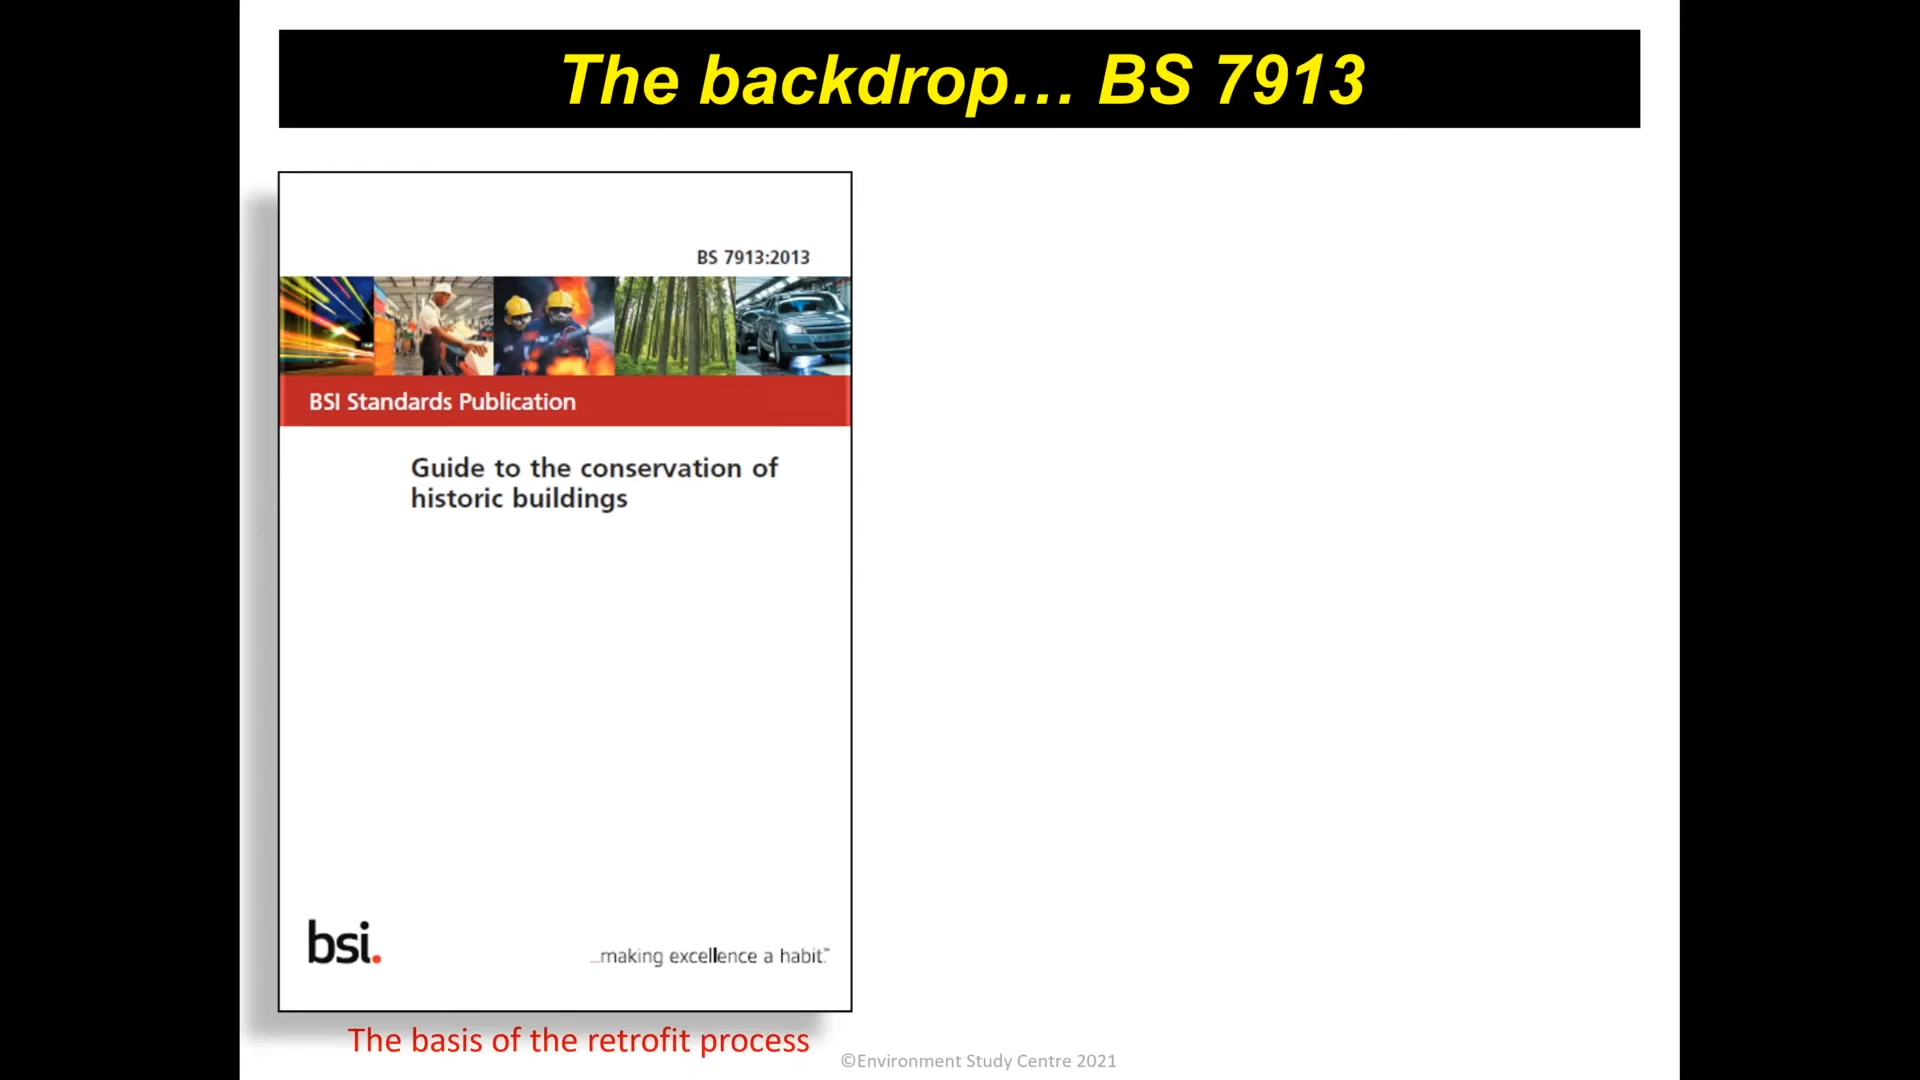 The backdrop… BS 7913
BS 7913:2013
BSI Standards Publication
Guide to the conservation of
historic buildings
bsi.
...making excellence a habit.™
The basis of the retrofit process
©Environment Study Centre 2021